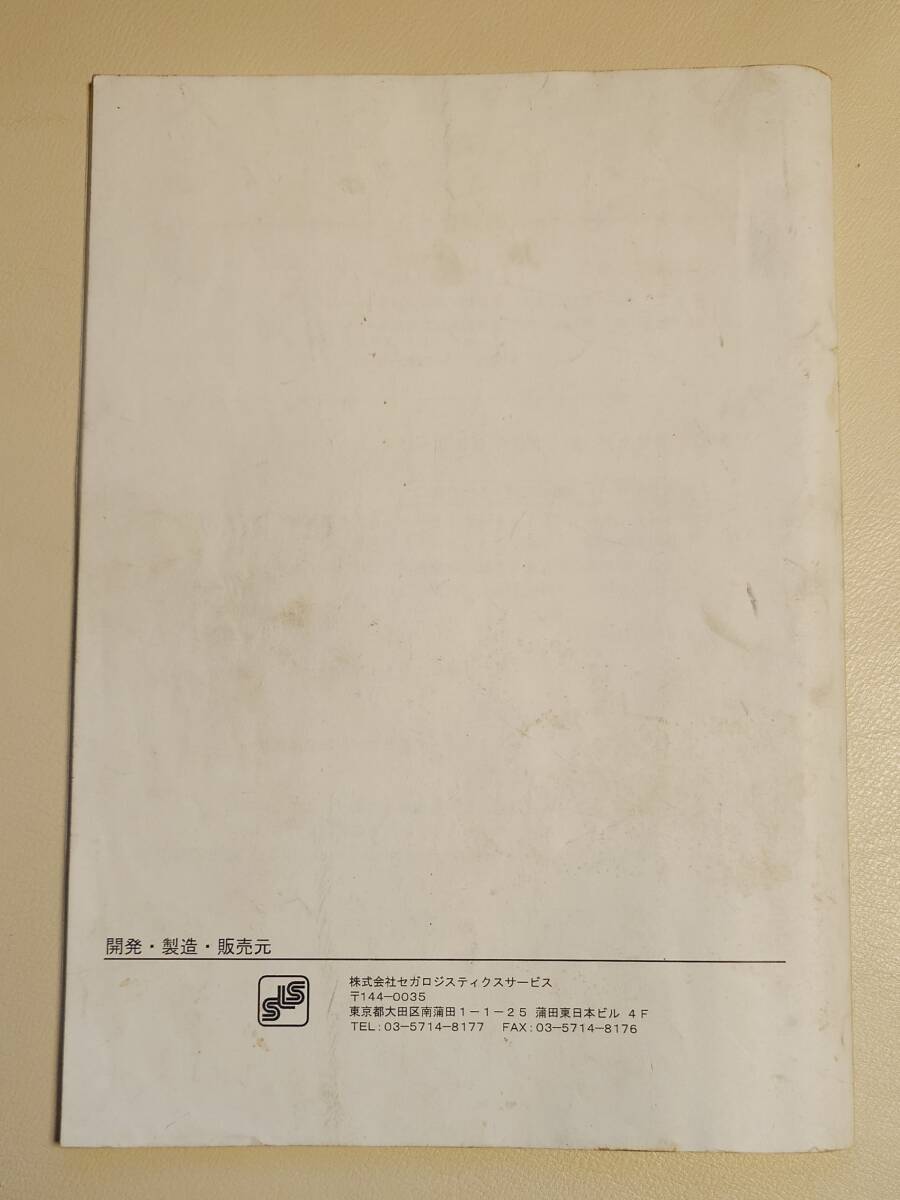 開発・製造・販売元
SLS
株式会社セガロジスティクスサービス
〒144−0035
東京都大田区南蒲田１−１−２５ 蒲田東日本ビル ４Ｆ
TEL:03−5714−8177 FAX:03−5714−8176